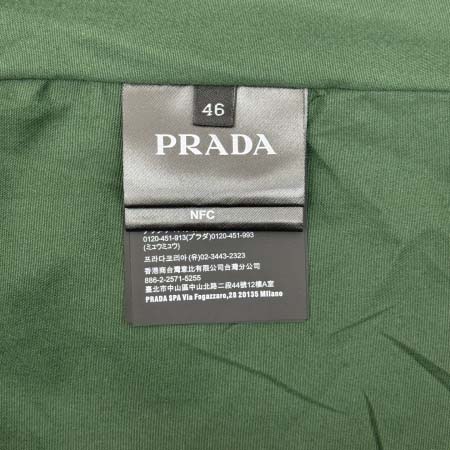 46
PRADA
NFC
0120-451-913(プラダ)0120-451-993
(ミュウミュウ)
프라다코리아 (유)02-3443-2323
香港商台灣意比有限公司台灣分公司
886-2-2571-5255
臺北市中山區中山北路二段44號12樓A室
PRADA SPA Via Fogazzaro,28 20135 Milano